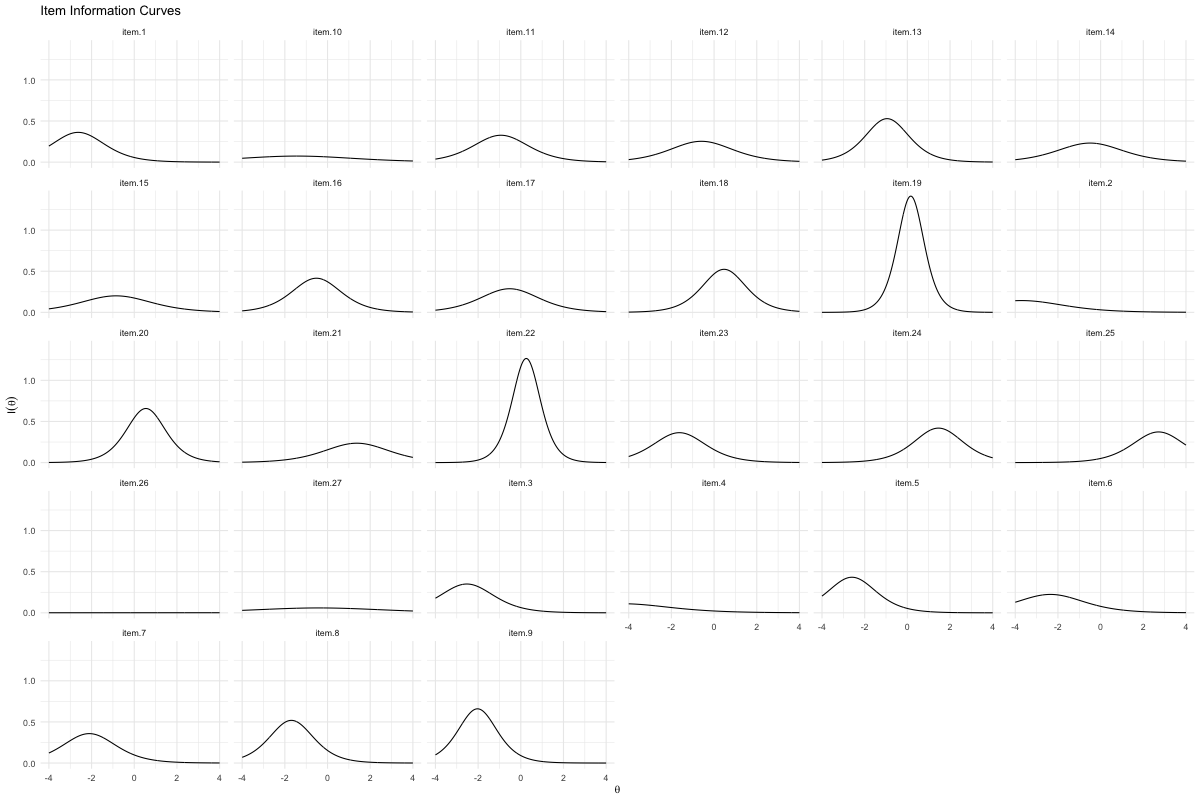 Item Information Curves
item.1 item.10 item.11 item.12 item.13 item.14
1.0
0.5
0.0
item.15 item.16 item.17 item.18 item.19 item.2
1.0
0.5
0.0
item.20 item.21 item.22 item.23 item.24 item.25
1.0
I(θ)
0.5
0.0
item.26 item.27 item.3 item.4 item.5 item.6
1.0
0.5
0.0
-4 -2 0 2 4 -4 -2 0 2 4 -4 -2 0 2 4
item.7 item.8 item.9
1.0
0.5
0.0
-4 -2 0 2 4 -4 -2 0 2 4 -4 -2 0 2 4
θ